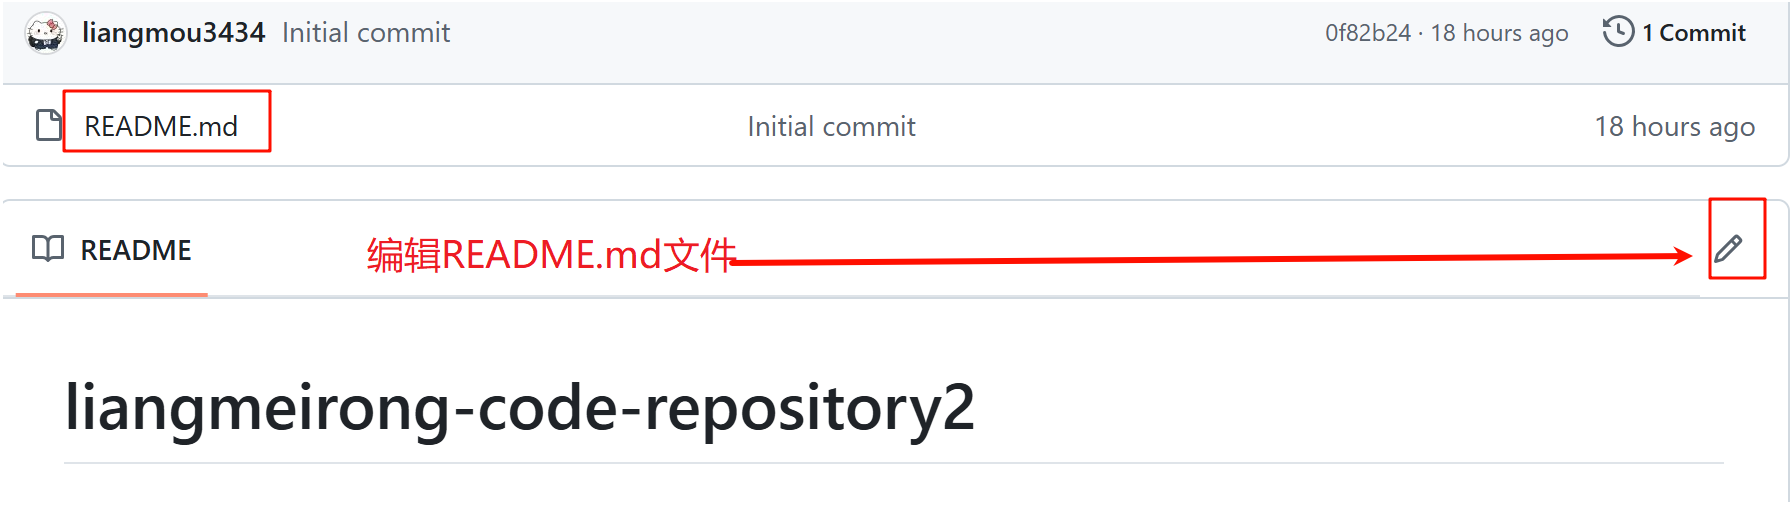 liangmou3434 Initial commit 0f82b24 · 18 hours ago 1 Commit
README.md Initial commit 18 hours ago
README 编辑README.md文件
liangmeirong-code-repository2